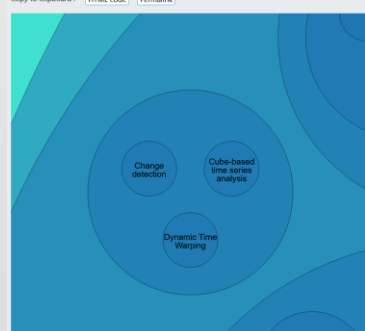 HTML code Permalink
Change
detection
Cube-based
time series
analysis
Dynamic Time
Warping